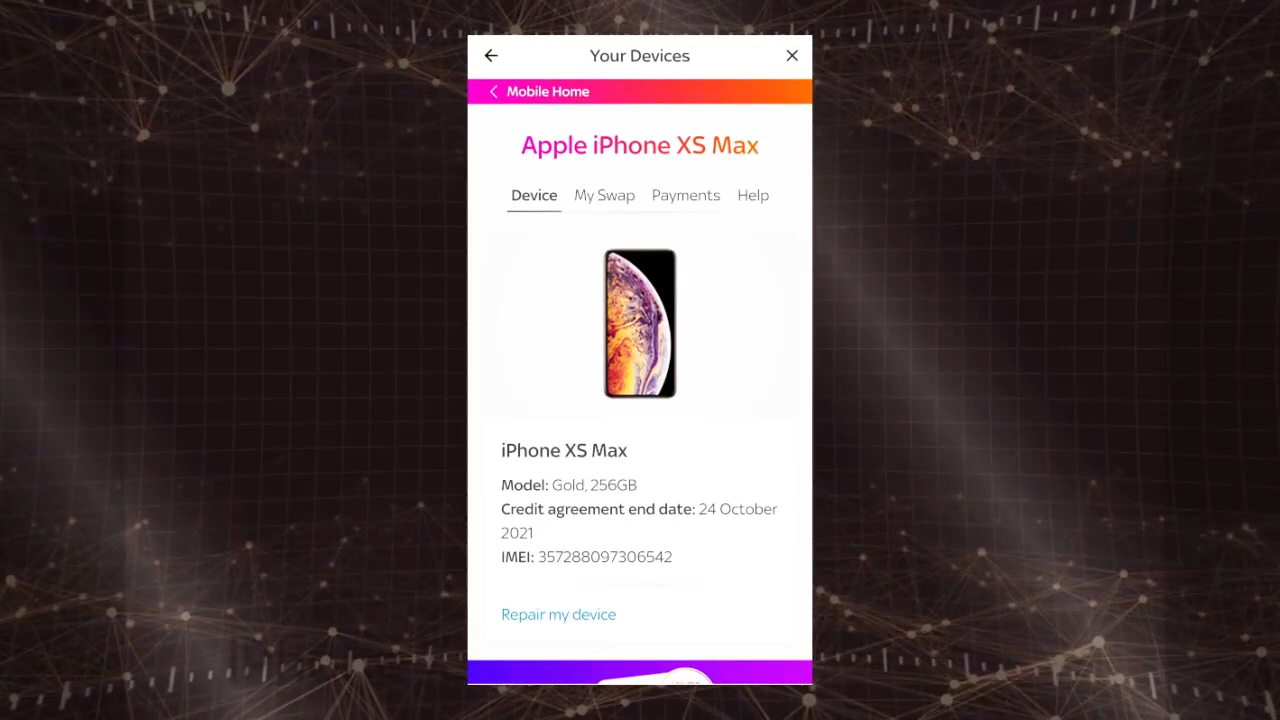 Your Devices
Mobile Home
Apple iPhone XS Max
Device My Swap Payments Help
iPhone XS Max
Model: Gold, 256GB
Credit agreement end date: 24 October
2021
IMEI: 357288097306542
Repair my device